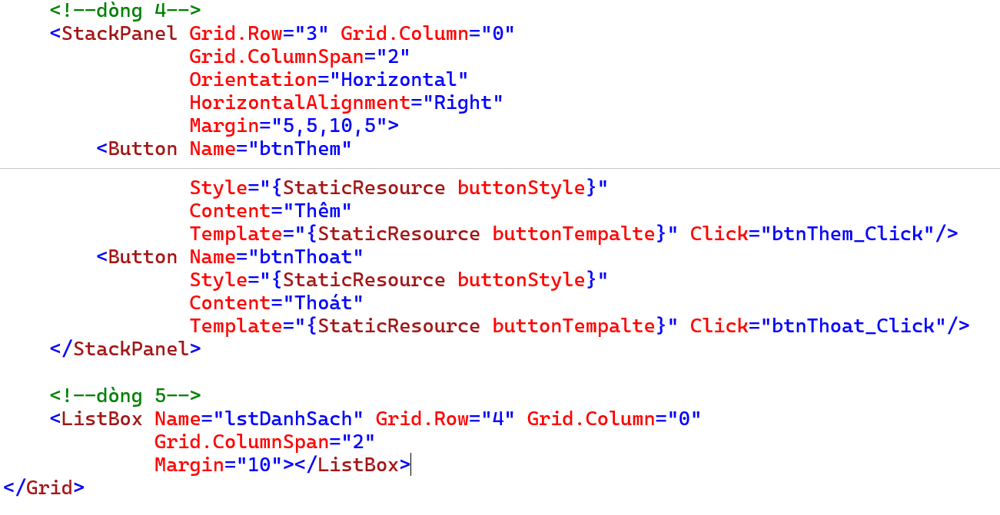 <!--dòng 4-->
<StackPanel Grid.Row="3" Grid.Column="0"
Grid.ColumnSpan="2"
Orientation="Horizontal"
HorizontalAlignment="Right"
Margin="5,5,10,5">
<Button Name="btnThem"
Style="{StaticResource buttonStyle}"
Content="Thêm"
Template="{StaticResource buttonTempalte}" Click="btnThem_Click"/>
<Button Name="btnThoat"
Style="{StaticResource buttonStyle}"
Content="Thoát"
Template="{StaticResource buttonTempalte}" Click="btnThoat_Click"/>
</StackPanel>
<!--dòng 5-->
<ListBox Name="lstDanhSach" Grid.Row="4" Grid.Column="0"
Grid.ColumnSpan="2"
Margin="10"></ListBox>
</Grid>